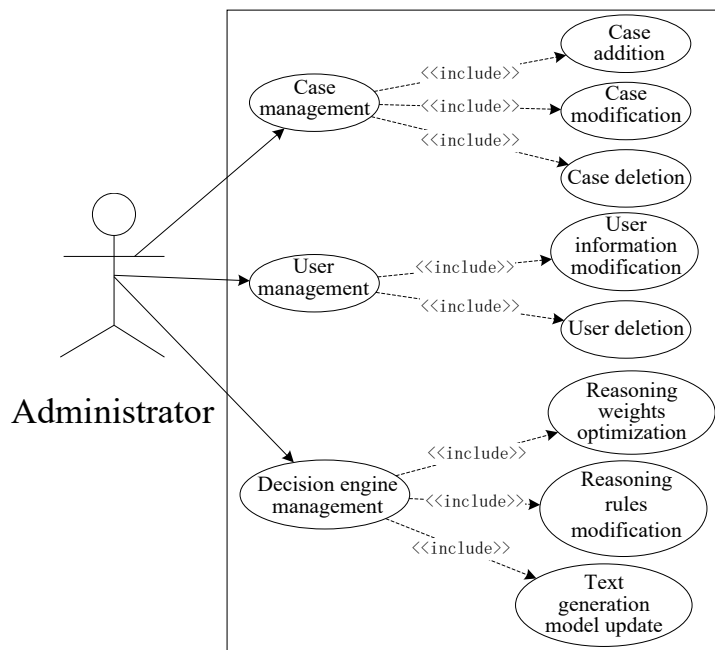 Case
addition
<<include>>
Case
management
<<include>>
Case
modification
<<include>>
Case deletion
User
information
modification
User
management
<<include>>
<<include>>
User deletion
Administrator
Reasoning
weights
optimization
<<include>>
Decision engine
management
<<include>>
Reasoning
rules
modification
<<include>>
Text
generation
model update